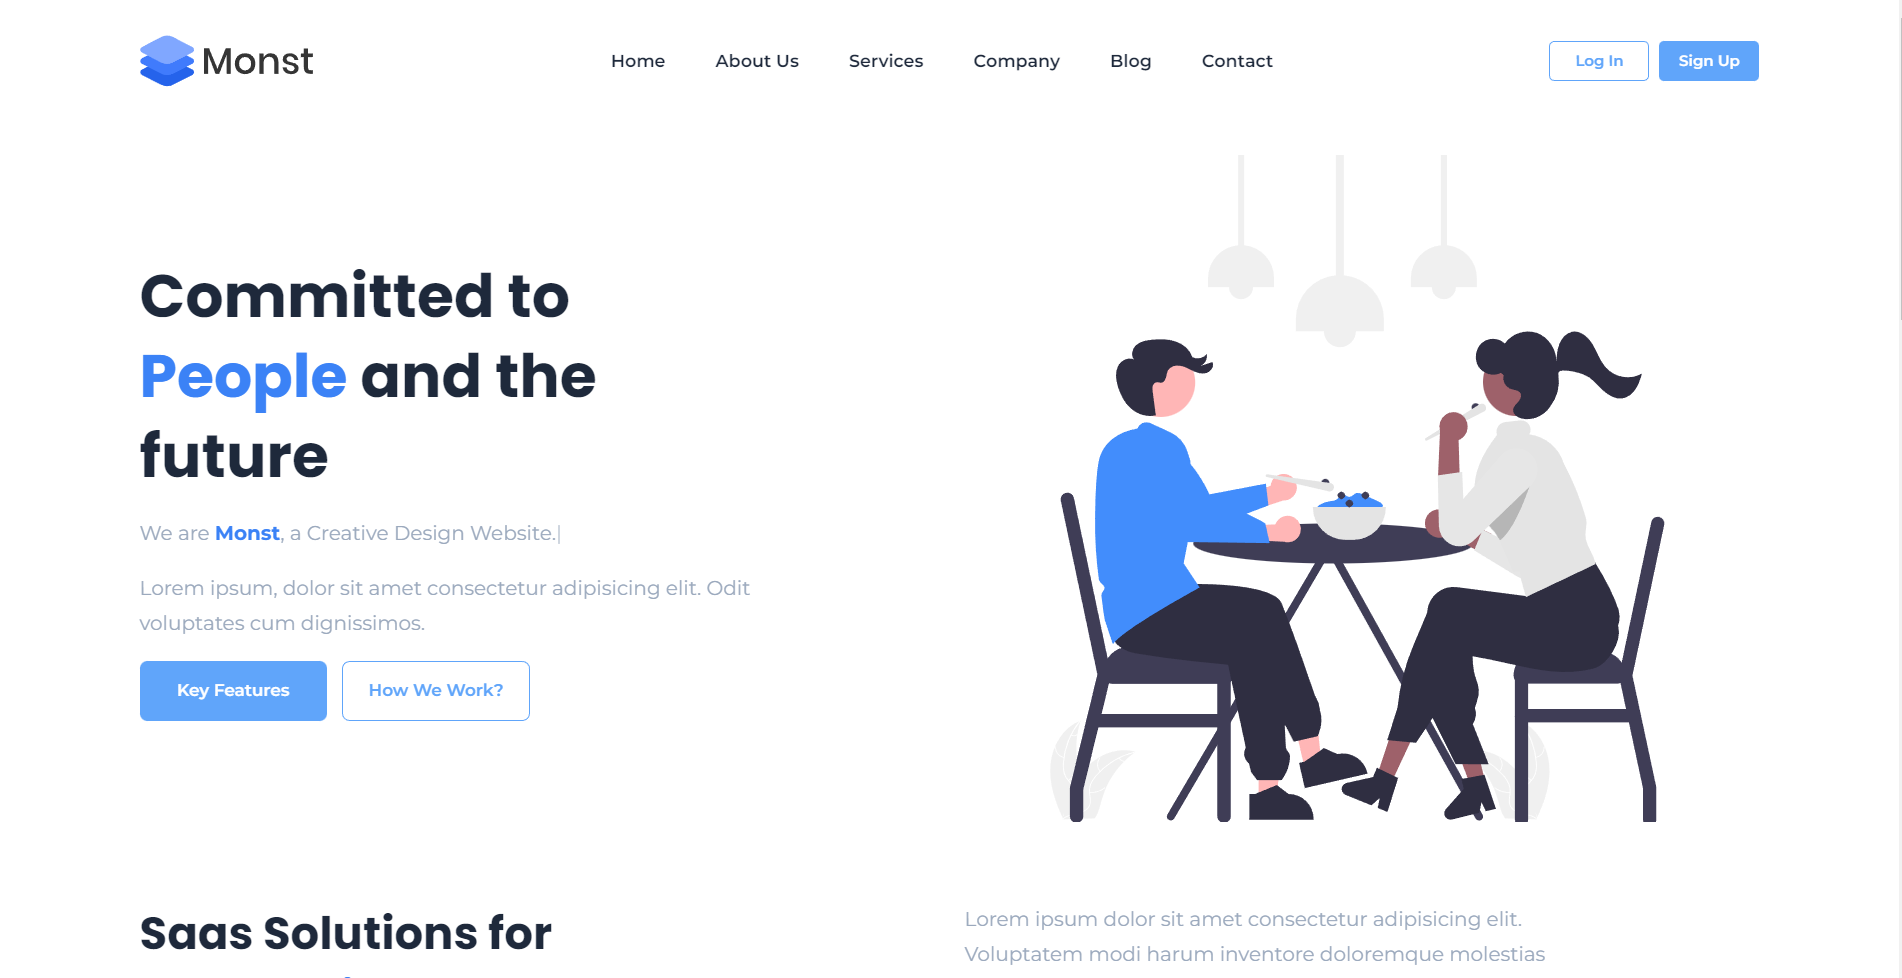 Monst
Home
About Us
Services
Company
Blog
Contact
Log In
Sign Up
Committed to
People and the
future
We are Monst, a Creative Design Website.|
Lorem ipsum, dolor sit amet consectetur adipisicing elit. Odit
voluptates cum dignissimos.
Key Features
How We Work?
Saas Solutions for
Lorem ipsum dolor sit amet consectetur adipisicing elit.
Voluptatem modi harum inventore doloremque molestias